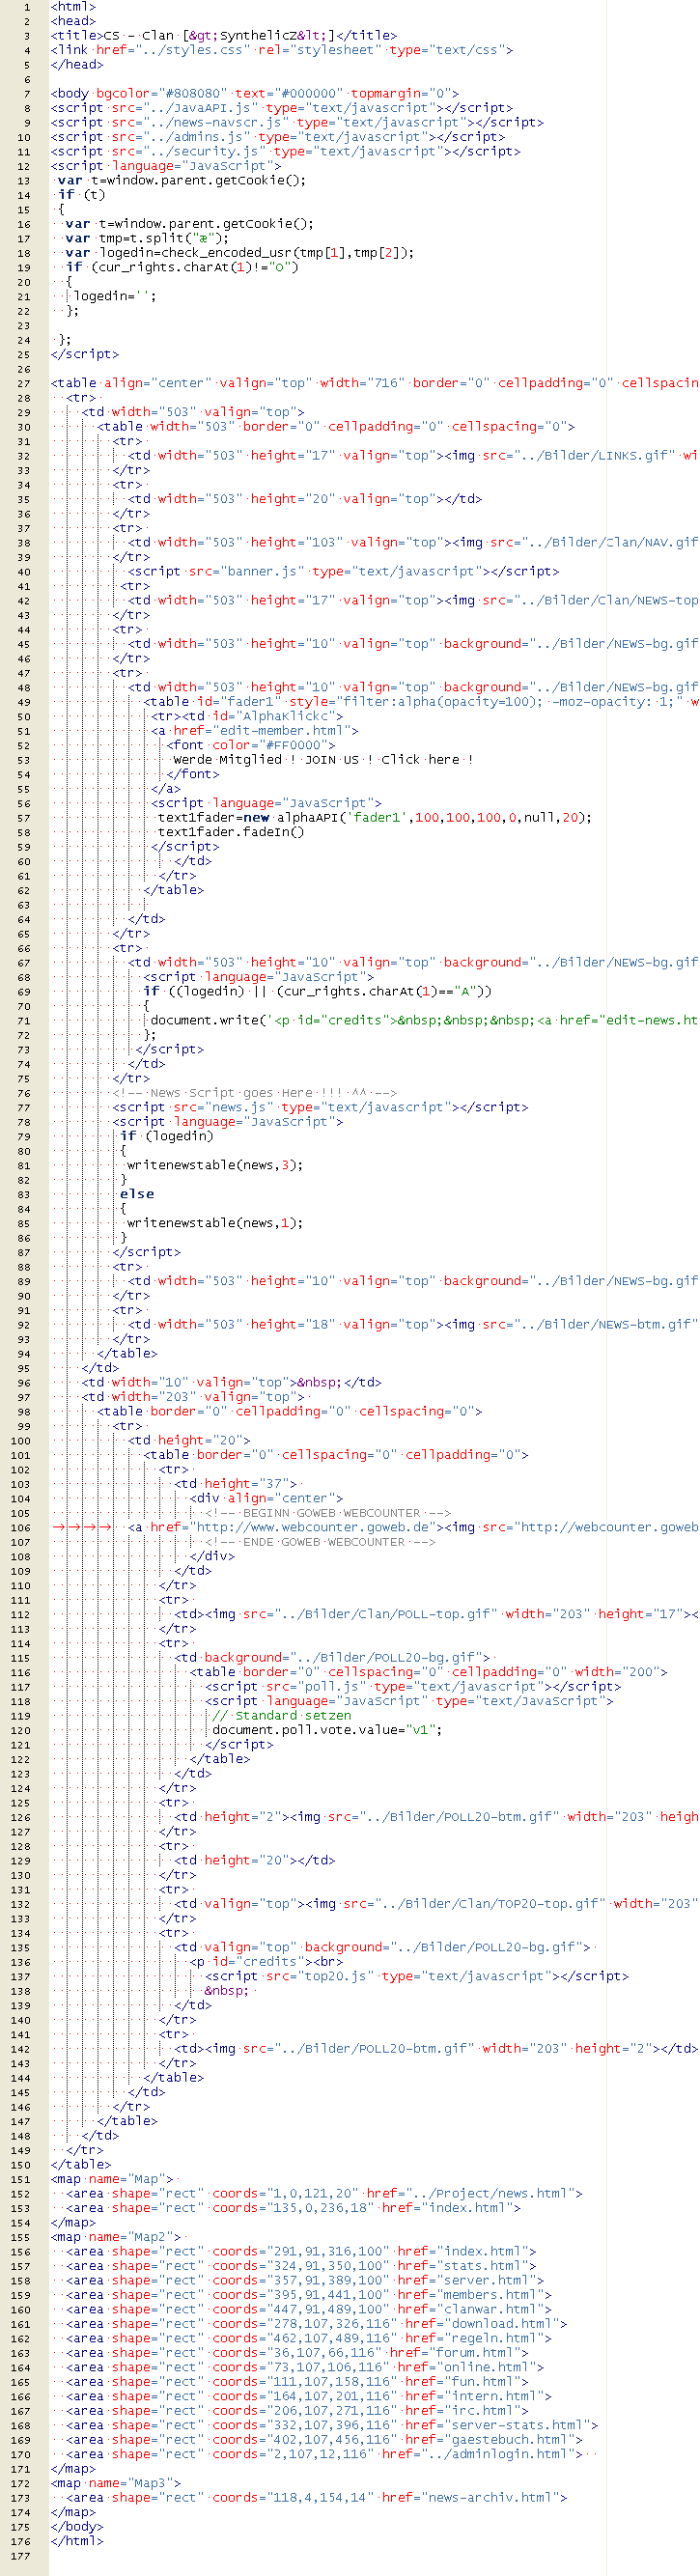 1 <html>
2 <head>
3 <title>CS - Clan [&gt;SynthelicZ&lt;]</title>
4 <link href="../styles.css" rel="stylesheet" type="text/css">
5 </head>
6
7 <body bgcolor="#808080" text="#000000" topmargin="0">
8 <script src="../JavaAPI.js" type="text/javascript"></script>
9 <script src="../news-navscr.js" type="text/javascript"></script>
10 <script src="../admins.js" type="text/javascript"></script>
11 <script src="../security.js" type="text/javascript"></script>
12 <script language="JavaScript">
13 var t=window.parent.getCookie();
14 if (t)
15 {
16 var t=window.parent.getCookie();
17 var tmp=t.split("æ");
18 var logedin=check_encoded_usr(tmp[1],tmp[2]);
19 if (cur_rights.charAt(1)!="O")
20 {
21 logedin='';
22 };
23
24 };
25 </script>
26
27 <table align="center" valign="top" width="716" border="0" cellpadding="0" cellspacin
28 <tr>
29 <td width="503" valign="top">
30 <table width="503" border="0" cellpadding="0" cellspacing="0">
31 <tr>
32 <td width="503" height="17" valign="top"><img src="../Bilder/LINKS.gif" wi
33 </tr>
34 <tr>
35 <td width="503" height="20" valign="top"></td>
36 </tr>
37 <tr>
38 <td width="503" height="103" valign="top"><img src="../Bilder/Clan/NAV.gif
39 </tr>
40 <script src="banner.js" type="text/javascript"></script>
41 <tr>
42 <td width="503" height="17" valign="top"><img src="../Bilder/Clan/NEWS-top
43 </tr>
44 <tr>
45 <td width="503" height="10" valign="top" background="../Bilder/NEWS-bg.gif
46 </tr>
47 <tr>
48 <td width="503" height="10" valign="top" background="../Bilder/NEWS-bg.gif
49 <table id="fader1" style="filter:alpha(opacity=100); -moz-opacity: 1;" w
50 <tr><td id="AlphaKlickc">
51 <a href="edit-member.html">
52 <font color="#FF0000">
53 Werde Mitglied ! JOIN US ! Click here !
54 </font>
55 </a>
56 <script language="JavaScript">
57 text1fader=new alphaAPI('fader1',100,100,100,0,null,20);
58 text1fader.fadeIn()
59 </script>
60 </td>
61 </tr>
62 </table>
63
64 </td>
65 </tr>
66 <tr>
67 <td width="503" height="10" valign="top" background="../Bilder/NEWS-bg.gif
68 <script language="JavaScript">
69 if ((logedin) || (cur_rights.charAt(1)=="A"))
70 {
71 document.write('<p id="credits">&nbsp;&nbsp;&nbsp;<a href="edit-news.ht
72 };
73 </script>
74 </td>
75 </tr>
76 <!-- News Script goes Here !!! ^^ -->
77 <script src="news.js" type="text/javascript"></script>
78 <script language="JavaScript">
79 if (logedin)
80 {
81 writenewstable(news,3);
82 }
83 else
84 {
85 writenewstable(news,1);
86 }
87 </script>
88 <tr>
89 <td width="503" height="10" valign="top" background="../Bilder/NEWS-bg.gif
90 </tr>
91 <tr>
92 <td width="503" height="18" valign="top"><img src="../Bilder/NEWS-btm.gif"
93 </tr>
94 </table>
95 </td>
96 <td width="10" valign="top">&nbsp;</td>
97 <td width="203" valign="top">
98 <table border="0" cellpadding="0" cellspacing="0">
99 <tr>
100 <td height="20">
101 <table border="0" cellspacing="0" cellpadding="0">
102 <tr>
103 <td height="37">
104 <div align="center">
105 <!-- BEGINN GOWEB WEBCOUNTER -->
106 <a href="http://www.webcounter.goweb.de"><img src="http://webcounter.goweb
107 <!-- ENDE GOWEB WEBCOUNTER -->
108 </div>
109 </td>
110 </tr>
111 <tr>
112 <td><img src="../Bilder/Clan/POLL-top.gif" width="203" height="17"><
113 </tr>
114 <tr>
115 <td background="../Bilder/POLL20-bg.gif">
116 <table border="0" cellspacing="0" cellpadding="0" width="200">
117 <script src="poll.js" type="text/javascript"></script>
118 <script language="JavaScript" type="text/JavaScript">
119 // Standard setzen
120 document.poll.vote.value="v1";
121 </script>
122 </table>
123 </td>
124 </tr>
125 <tr>
126 <td height="2"><img src="../Bilder/POLL20-btm.gif" width="203" heigh
127 </tr>
128 <tr>
129 <td height="20"></td>
130 </tr>
131 <tr>
132 <td valign="top"><img src="../Bilder/Clan/TOP20-top.gif" width="203"
133 </tr>
134 <tr>
135 <td valign="top" background="../Bilder/POLL20-bg.gif">
136 <p id="credits"><br>
137 <script src="top20.js" type="text/javascript"></script>
138 &nbsp;
139 </td>
140 </tr>
141 <tr>
142 <td><img src="../Bilder/POLL20-btm.gif" width="203" height="2"></td>
143 </tr>
144 </table>
145 </td>
146 </tr>
147 </table>
148 </td>
149 </tr>
150 </table>
151 <map name="Map">
152 <area shape="rect" coords="1,0,121,20" href="../Project/news.html">
153 <area shape="rect" coords="135,0,236,18" href="index.html">
154 </map>
155 <map name="Map2">
156 <area shape="rect" coords="291,91,316,100" href="index.html">
157 <area shape="rect" coords="324,91,350,100" href="stats.html">
158 <area shape="rect" coords="357,91,389,100" href="server.html">
159 <area shape="rect" coords="395,91,441,100" href="members.html">
160 <area shape="rect" coords="447,91,489,100" href="clanwar.html">
161 <area shape="rect" coords="278,107,326,116" href="download.html">
162 <area shape="rect" coords="462,107,489,116" href="regeln.html">
163 <area shape="rect" coords="36,107,66,116" href="forum.html">
164 <area shape="rect" coords="73,107,106,116" href="online.html">
165 <area shape="rect" coords="111,107,158,116" href="fun.html">
166 <area shape="rect" coords="164,107,201,116" href="intern.html">
167 <area shape="rect" coords="206,107,271,116" href="irc.html">
168 <area shape="rect" coords="332,107,396,116" href="server-stats.html">
169 <area shape="rect" coords="402,107,456,116" href="gaestebuch.html">
170 <area shape="rect" coords="2,107,12,116" href="../adminlogin.html">
171 </map>
172 <map name="Map3">
173 <area shape="rect" coords="118,4,154,14" href="news-archiv.html">
174 </map>
175 </body>
176 </html>
177